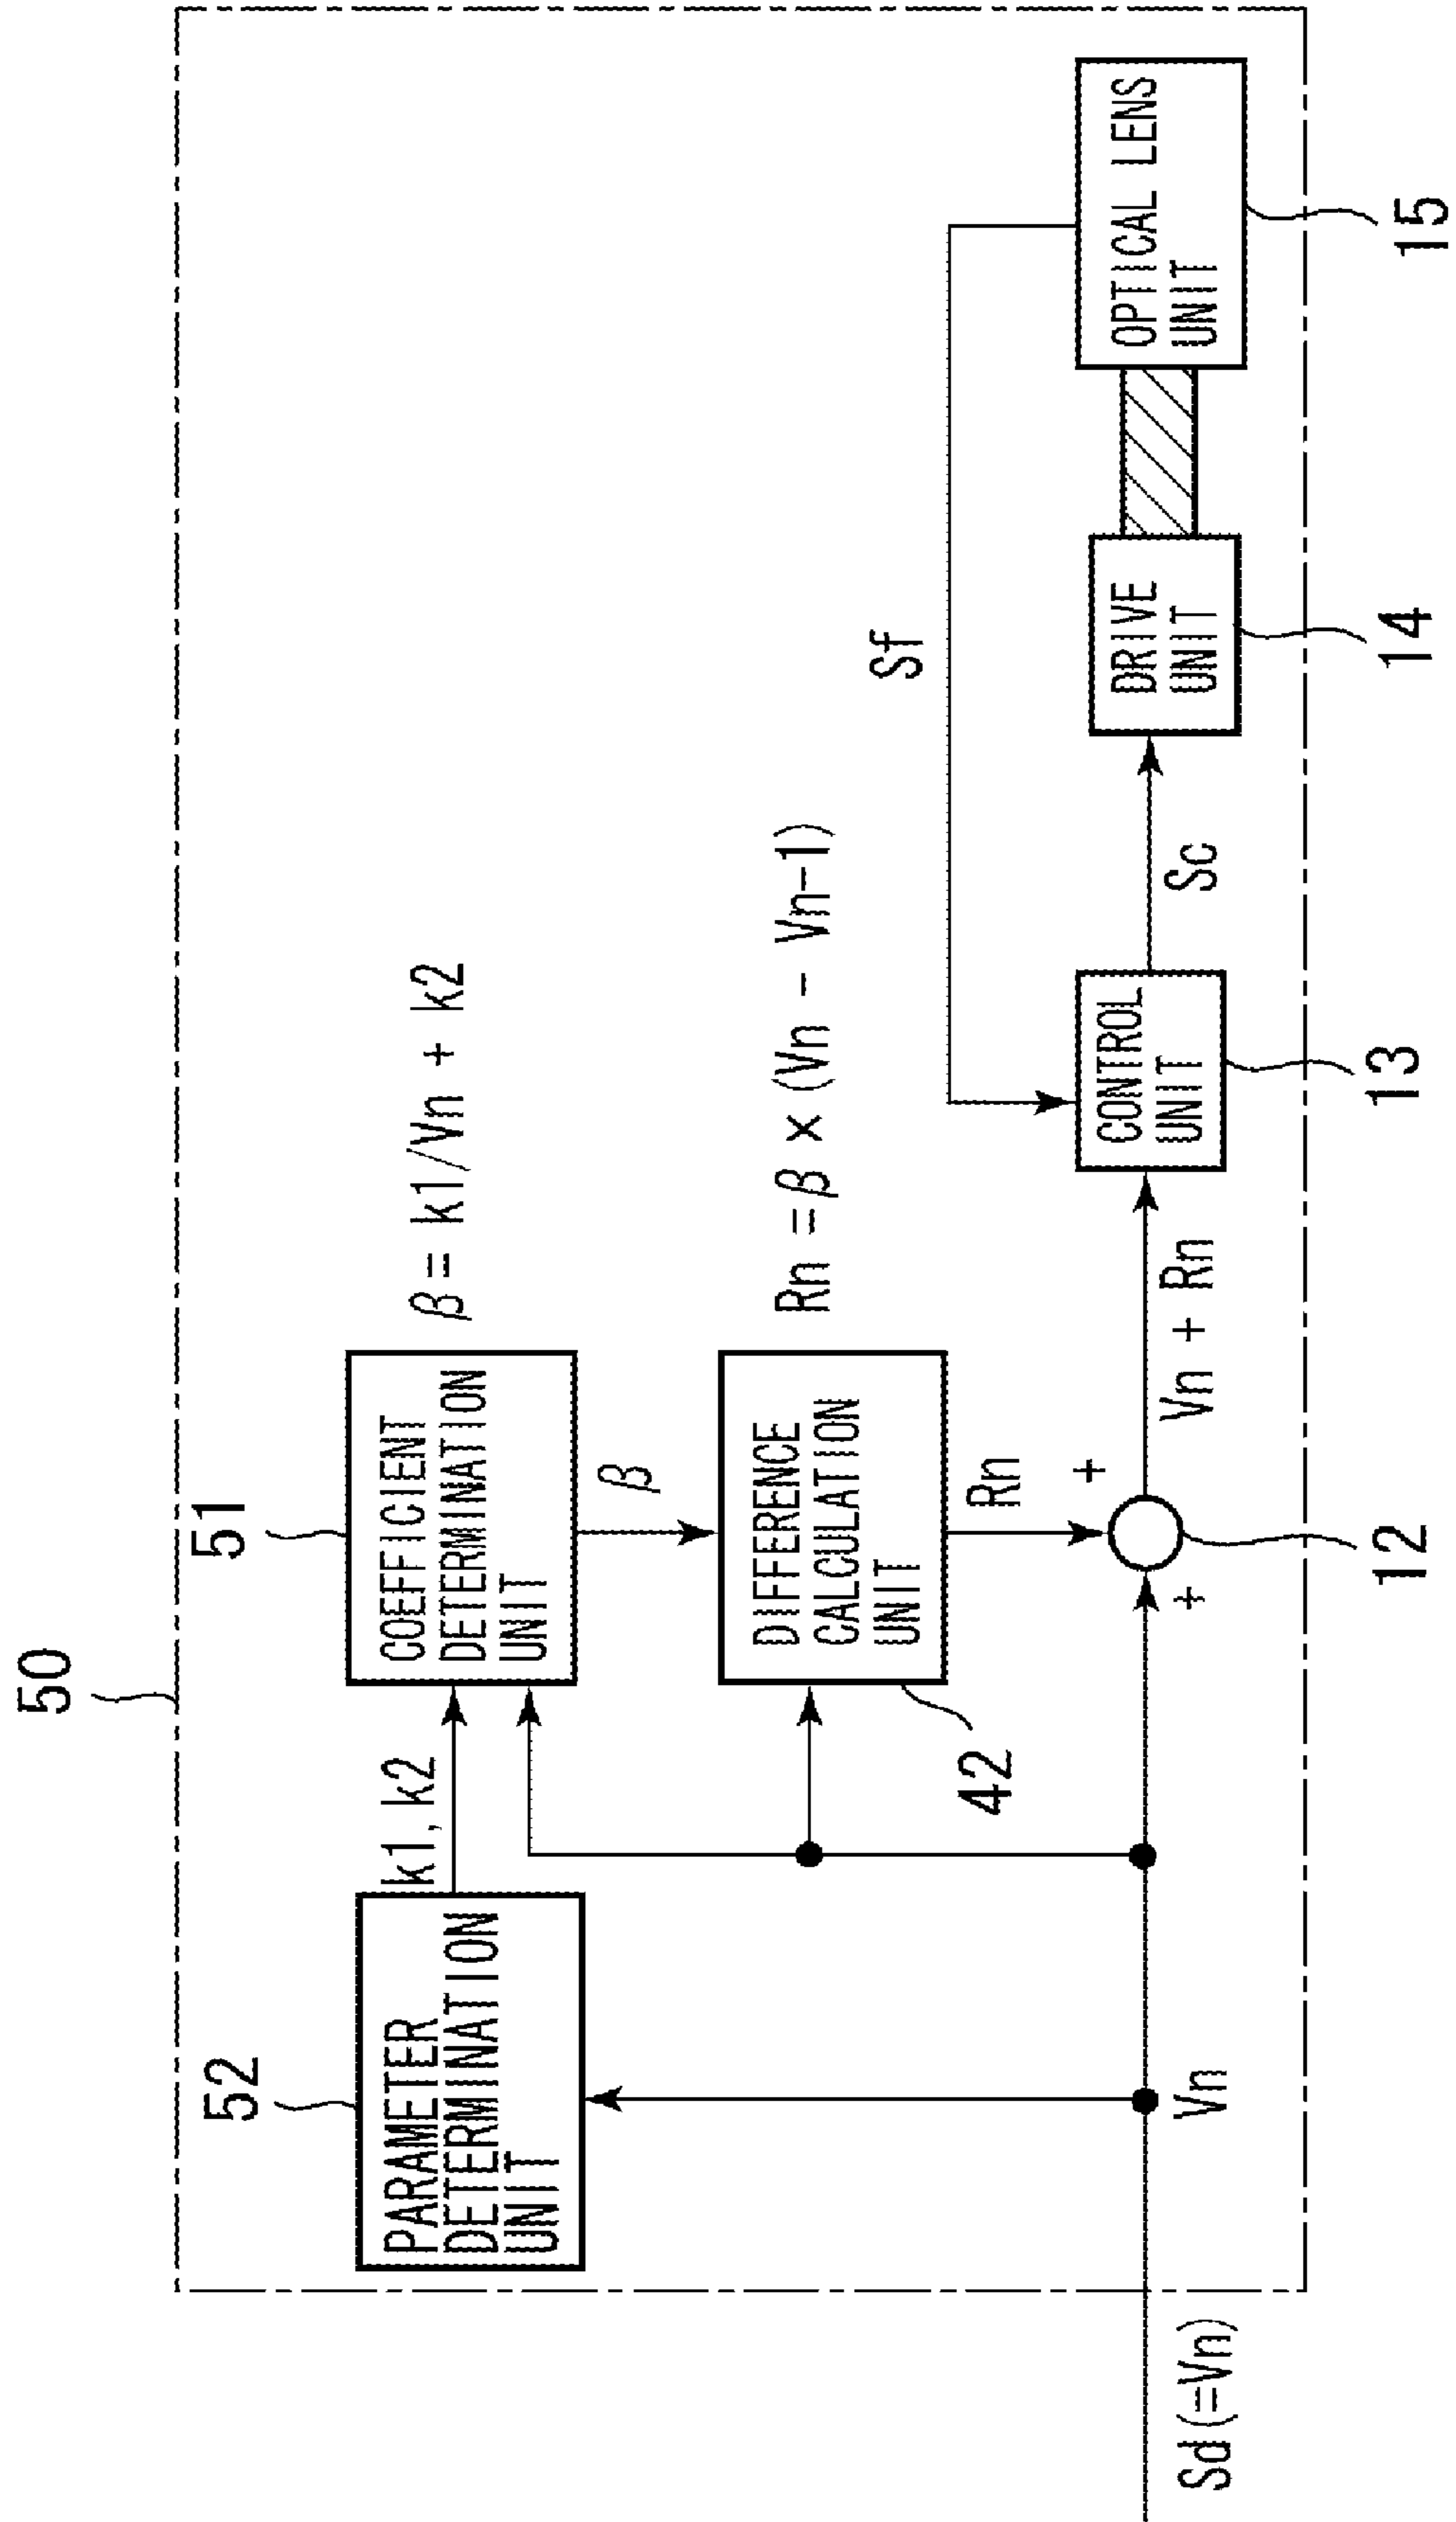 50
52
PARAMETER
DETERMINATION
UNIT
k1, k2
51
COEFFICIENT
DETERMINATION
UNIT
β = k1/Vn + k2
β
DIFFERENCE
CALCULATION
UNIT
42
Rn = β × (Vn - Vn-1)
Rn
Sf
Sd (=Vn)
Vn
+
+
12
Vn + Rn
CONTROL
UNIT
13
Sc
DRIVE
UNIT
14
OPTICAL LENS
UNIT
15